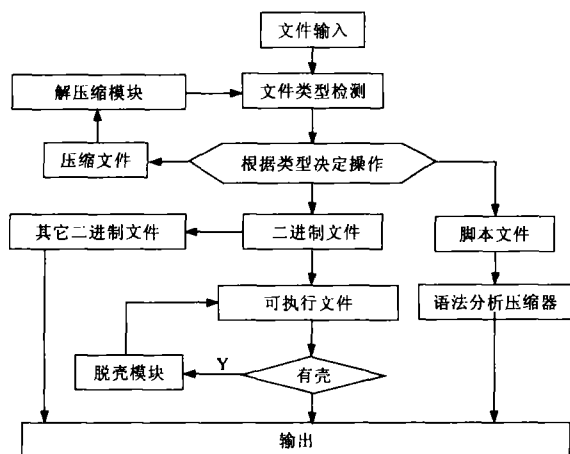 文件输入
解压缩模块
文件类型检测
压缩文件
根据类型决定操作
其它二进制文件
二进制文件
脚本文件
可执行文件
语法分析压缩器
脱壳模块
Y
有壳
输出